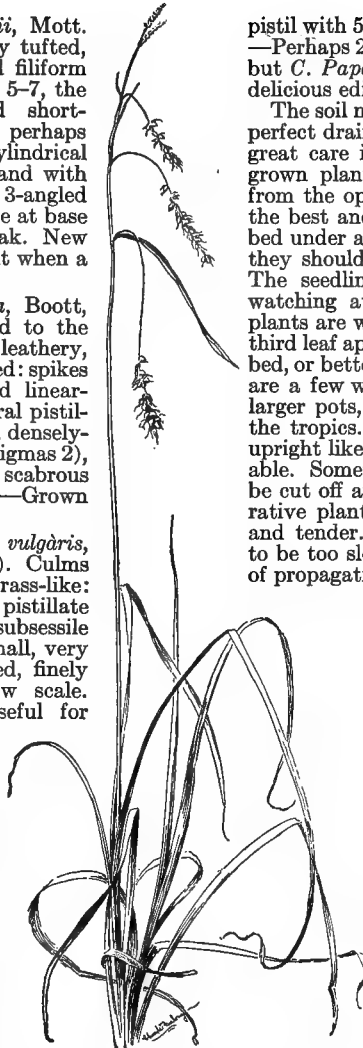 ii, Mott.
y tufted,
l filiform
5–7, the
d short-
perhaps
ylindrical
and with
3-angled
e at base
ak. New
t when a
a, Boott,
d to the
leathery,
ed: spikes
d linear-
ral pistil-
densely-
igmas 2),
scabrous
—Grown
vulgàris,
). Culms
rass-like:
pistillate
subsessile
nall, very
ed, finely
w scale.
seful for
pistil with 5
—Perhaps 2
but C. Papa
delicious edi
The soil n
perfect drai
great care i
grown plan
from the op
the best and
bed under a
they should
The seedlin
watching a
plants are w
third leaf ap
bed, or bette
are a few w
larger pots,
the tropics.
upright like
able. Some
be cut off a
rative plant
and tender.
to be too sl
of propagati